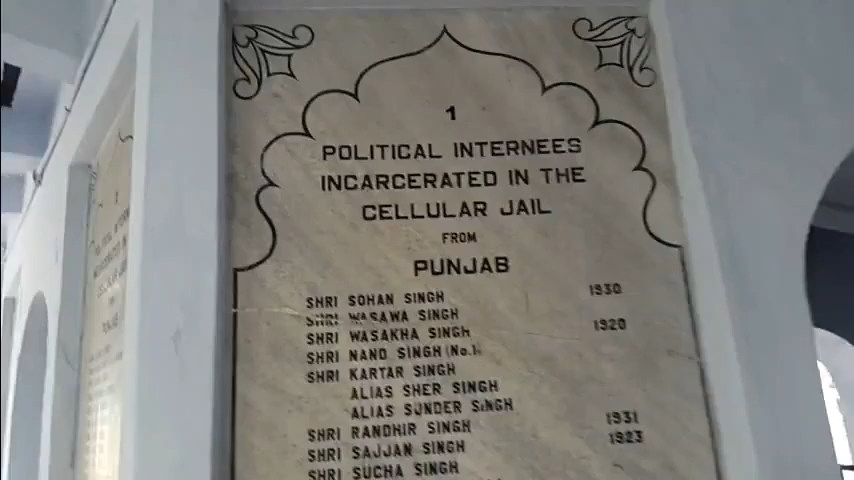 1
POLITICAL INTERNEES
INCARCERATED IN THE
CELLULAR JAIL
FROM
PUNJAB
SHRI SOHAN SINGH 1930
SHRI WASAWA SINGH
SHRI WASAKHA SINGH 1920
SHRI NAND SINGH (No.1)
SHRI KARTAR SINGH
ALIAS SHER SINGH
ALIAS SUNDER SINGH
SHRI RANDHIR SINGH 1931
SHRI SAJJAN SINGH 1923
SHRI SUCHA SINGH